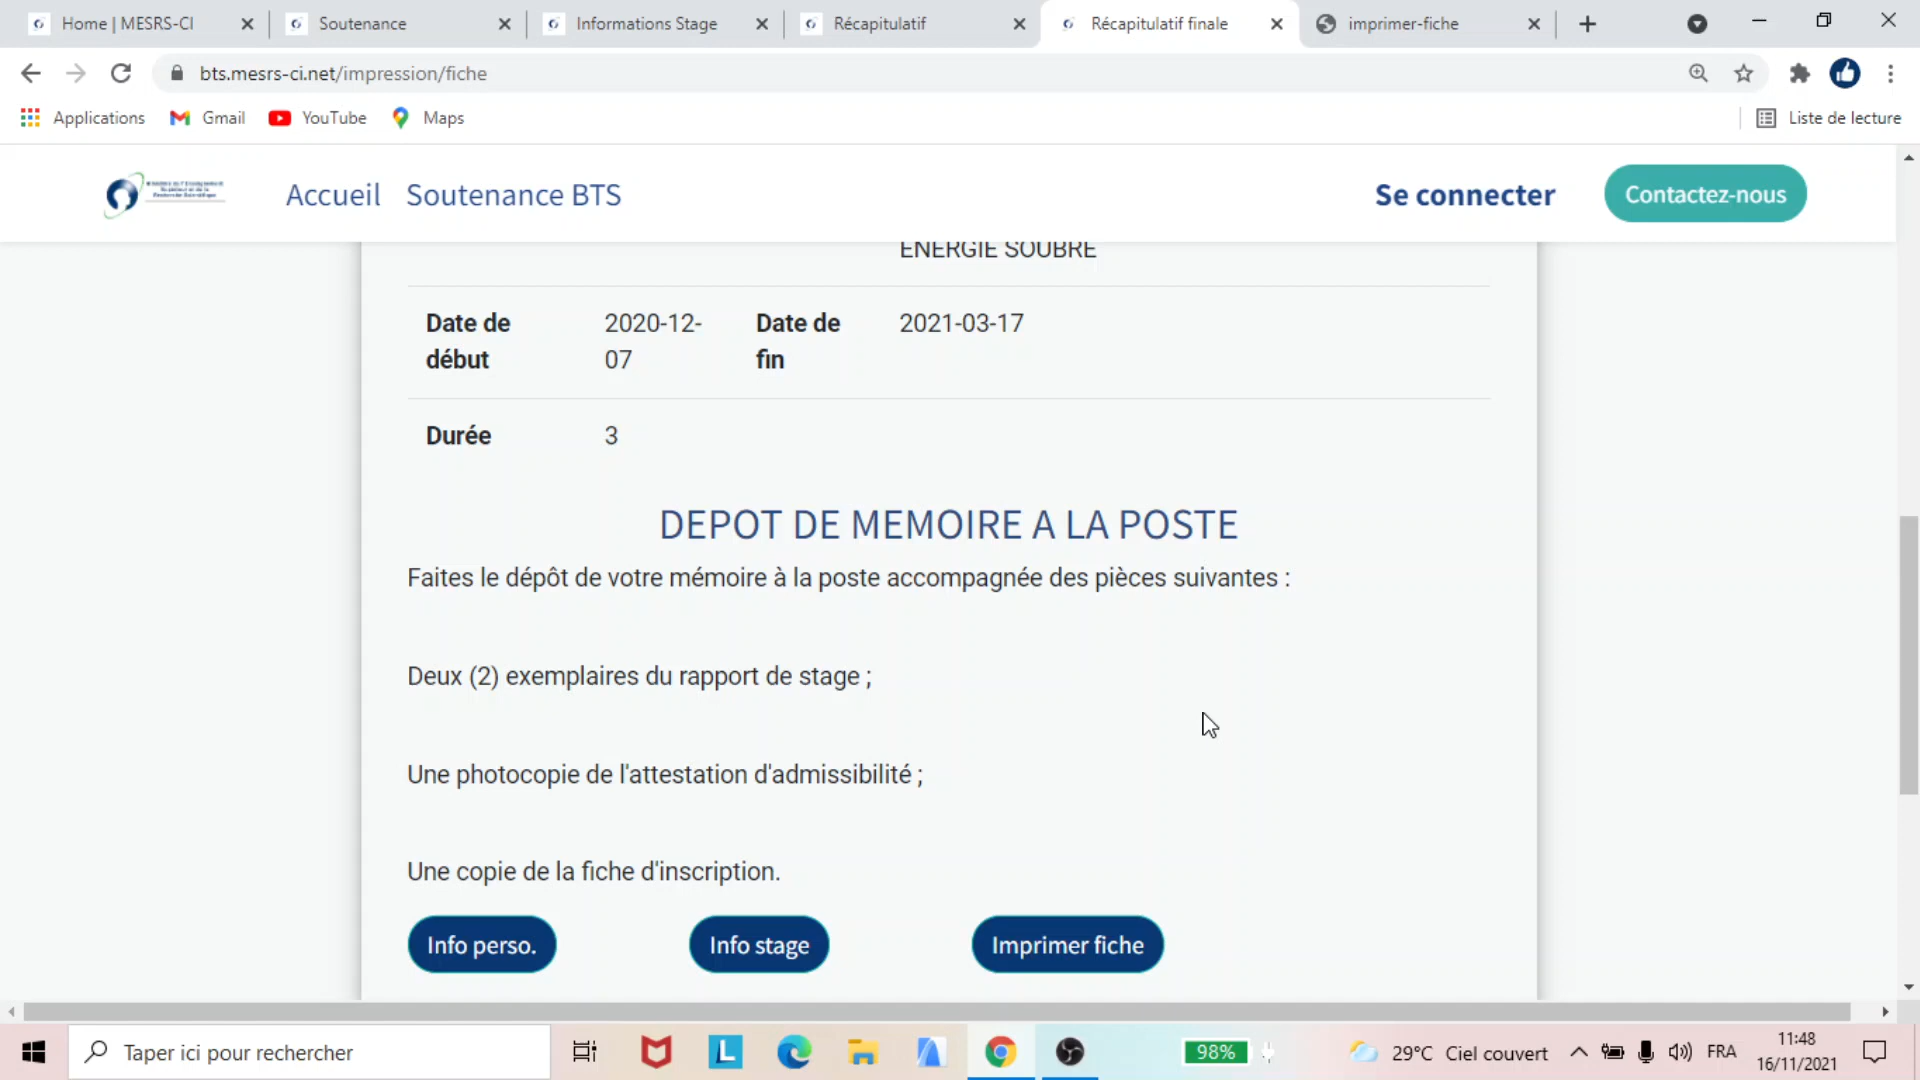 Home | MESRS-CI
Soutenance
Informations Stage
Récapitulatif
Récapitulatif finale
imprimer-fiche
bts.mesrs-ci.net/impression/fiche
Applications
Gmail
YouTube
Maps
Liste de lecture
Accueil
Soutenance BTS
Se connecter
Contactez-nous
ENERGIE SOUBRE
Date de
début
2020-12-
07
Date de
fin
2021-03-17
Durée
3
DEPOT DE MEMOIRE A LA POSTE
Faites le dépôt de votre mémoire à la poste accompagnée des pièces suivantes :
Deux (2) exemplaires du rapport de stage ;
Une photocopie de l'attestation d'admissibilité ;
Une copie de la fiche d'inscription.
Info perso.
Info stage
Imprimer fiche
Taper ici pour rechercher
98%
29°C Ciel couvert
FRA
11:48
16/11/2021